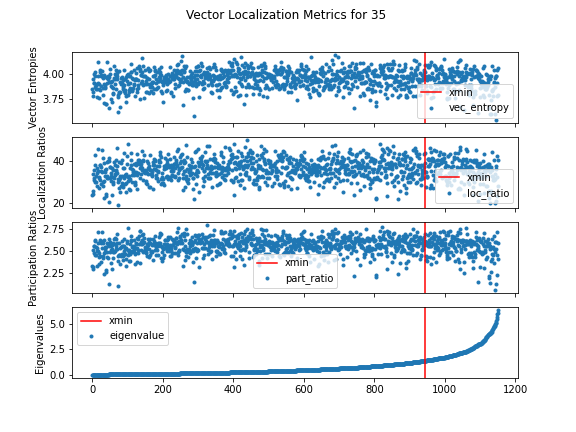 Vector Localization Metrics for 35
Vector Entropies
4.00
3.75
xmin
vec_entropy
Localization Ratios
40
20
xmin
loc_ratio
Participation Ratios
2.75
2.50
2.25
xmin
part_ratio
Eigenvalues
5.0
2.5
0.0
xmin
eigenvalue
0 200 400 600 800 1000 1200